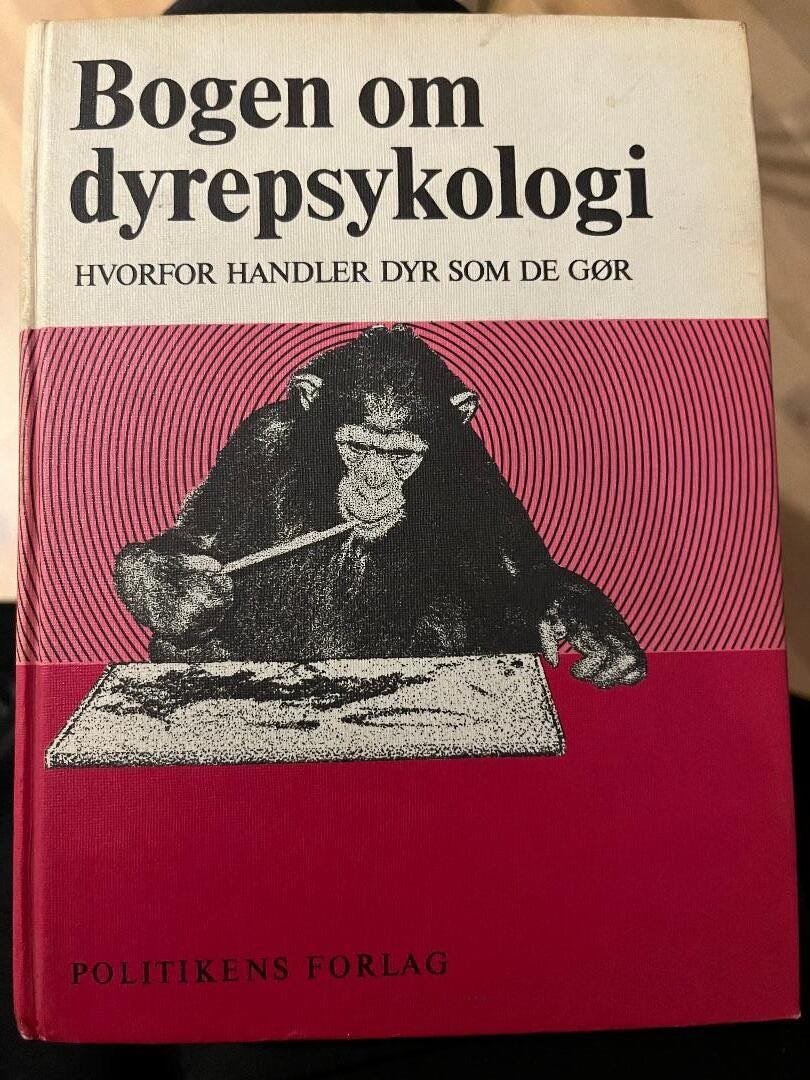 Bogen om
dyrepsykologi
HVORFOR HANDLER DYR SOM DE GØR
POLITIKENS FORLAG